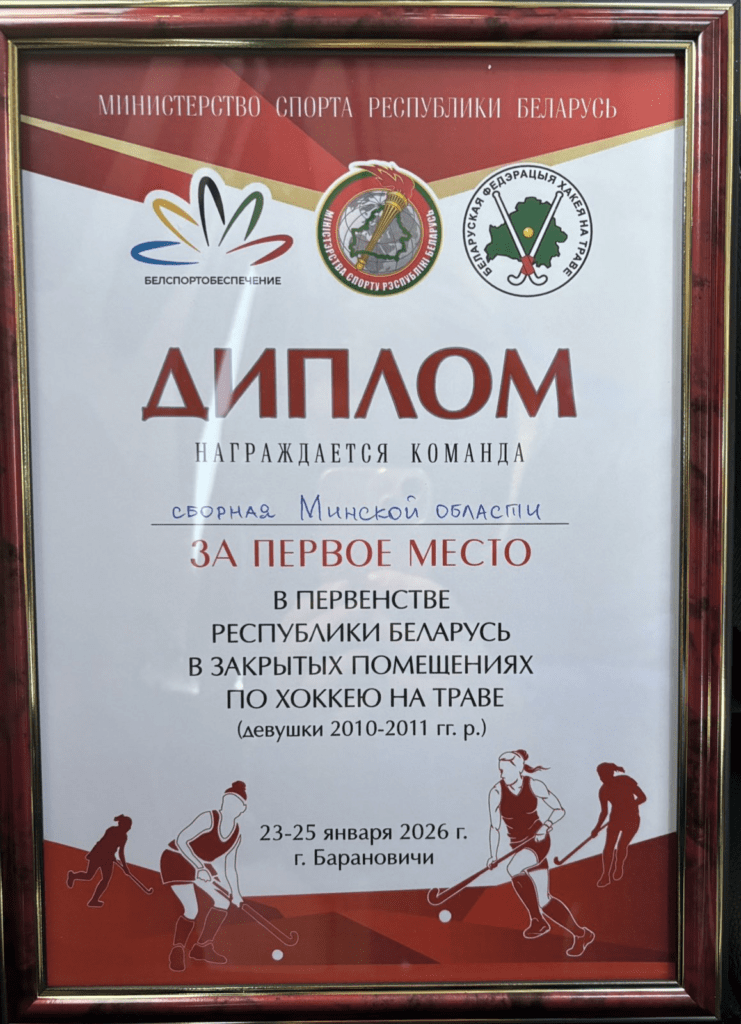 МИНИСТЕРСТВО СПОРТА РЕСПУБЛИКИ БЕЛАРУСЬ
БЕЛСПОРТОБЕСПЕЧЕНИЕ
МІНІСТЭРСТВА СПОРТУ РЭСПУБЛІКІ БЕЛАРУСЬ
БЕЛАРУСКАЯ ФЕДЭРАЦЫЯ ХАКЕЯ НА ТРАВЕ
ДИПЛОМ
НАГРАЖДАЕТСЯ КОМАНДА
сборная Минской области
ЗА ПЕРВОЕ МЕСТО
В ПЕРВЕНСТВЕ
РЕСПУБЛИКИ БЕЛАРУСЬ
В ЗАКРЫТЫХ ПОМЕЩЕНИЯХ
ПО ХОККЕЮ НА ТРАВЕ
(девушки 2010-2011 гг. р.)
23-25 января 2026 г.
г. Барановичи